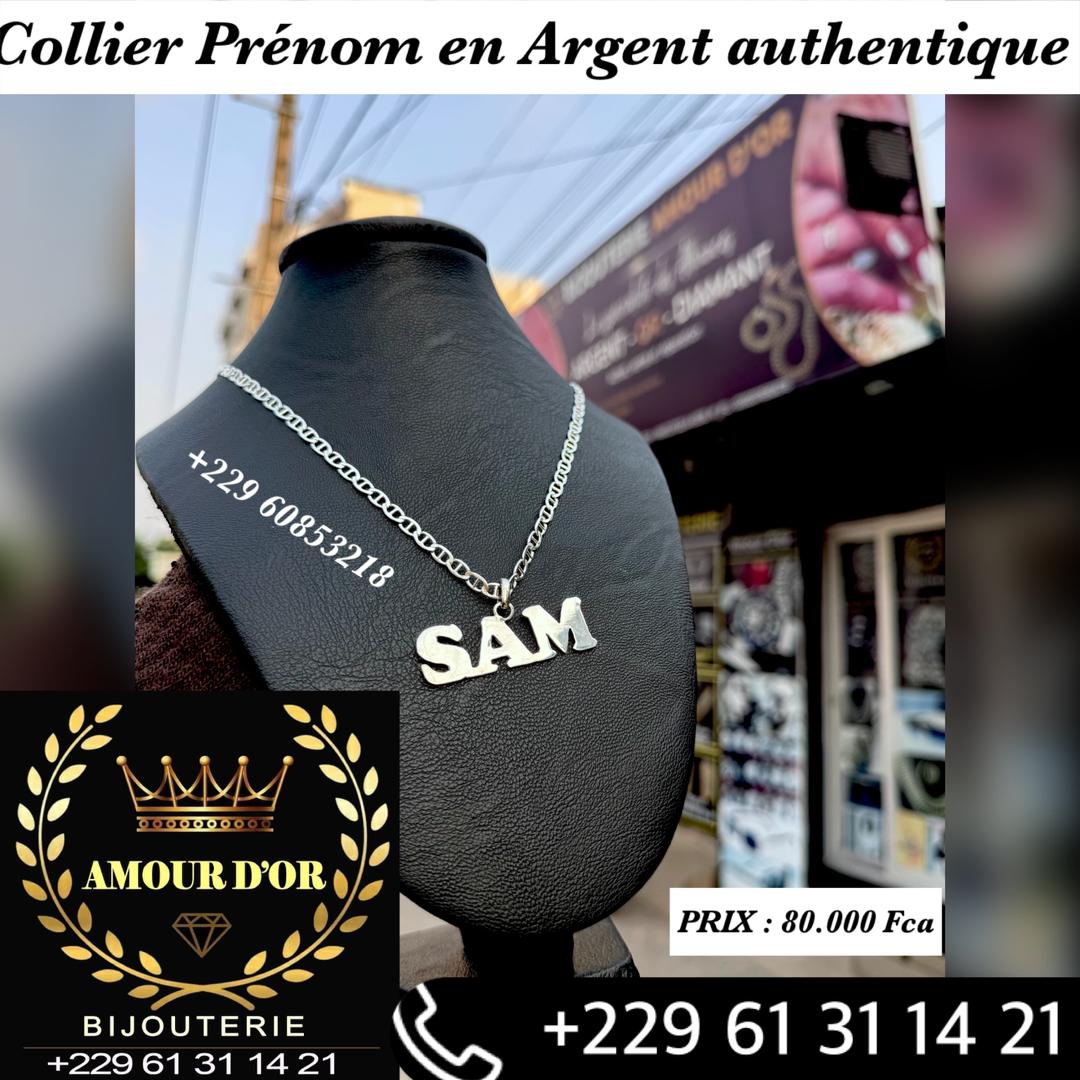 Collier Prénom en Argent authentique
BIJOUTERIE AMOUR D'OR
ARGENT - OR - DIAMANT
+229 60853218
SAM
AMOUR D'OR
BIJOUTERIE
+229 61 31 14 21
PRIX : 80.000 Fca
+229 61 31 14 21